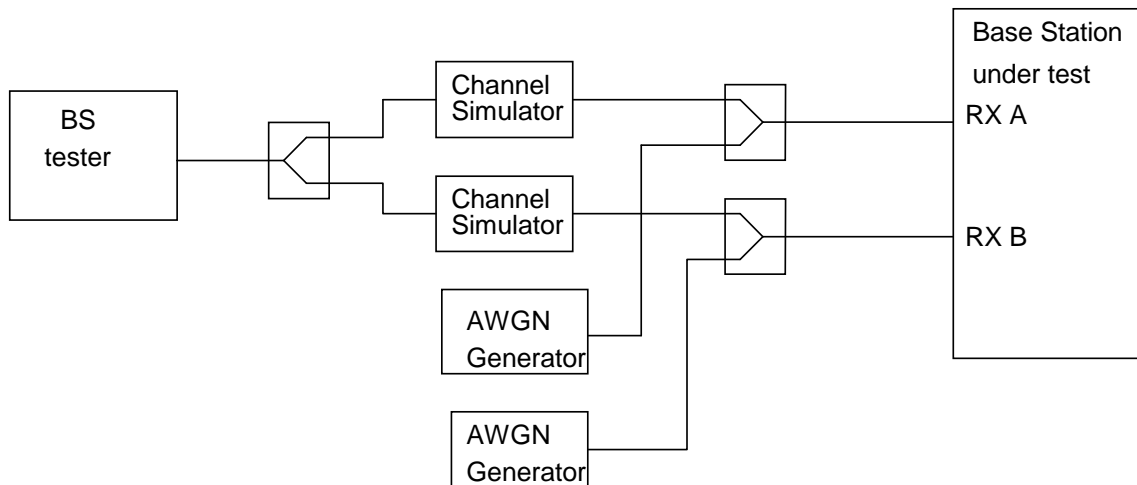 BS
tester
Channel
Simulator
Channel
Simulator
AWGN
Generator
AWGN
Generator
Base Station
under test
RX A
RX B